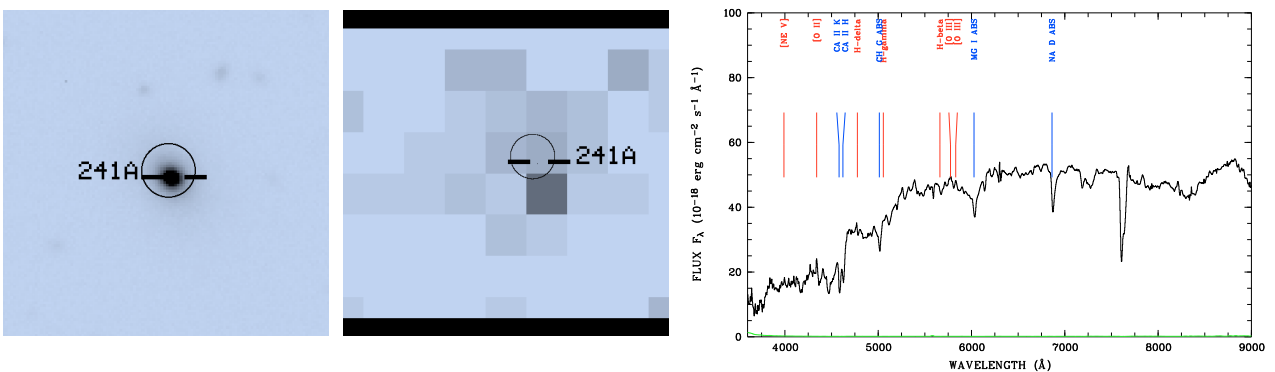 241A
241A
[NE V]
[O II]
CA II K
CA II H
H-delta
CH G ABS
H-gamma
H-beta
[O III]
[O III]
MG I ABS
NA D ABS
FLUX Fλ (10⁻¹⁸ erg cm⁻² s⁻¹ Å⁻¹)
100
80
60
40
20
0
4000 5000 6000 7000 8000 9000
WAVELENGTH (Å)